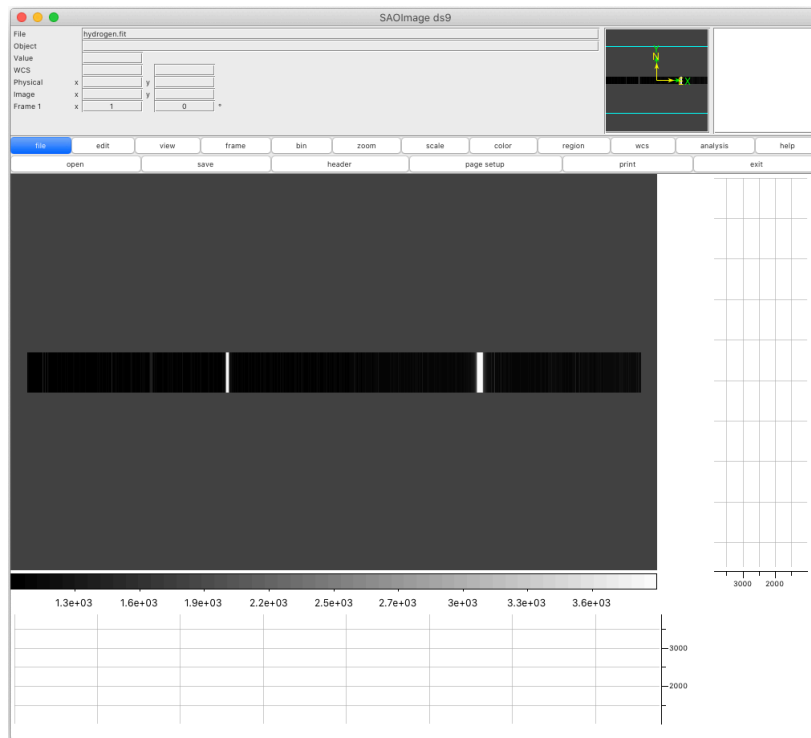 SAOImage ds9
File hydrogen.fit
Object
Value
WCS
Physical x y
Image x y
Frame 1 x 1 0 °
Y
N
E X
file edit view frame bin zoom scale color region wcs analysis help
open save header page setup print exit
1.3e+03 1.6e+03 1.9e+03 2.2e+03 2.5e+03 2.7e+03 3e+03 3.3e+03 3.6e+03
3000 2000
3000
2000